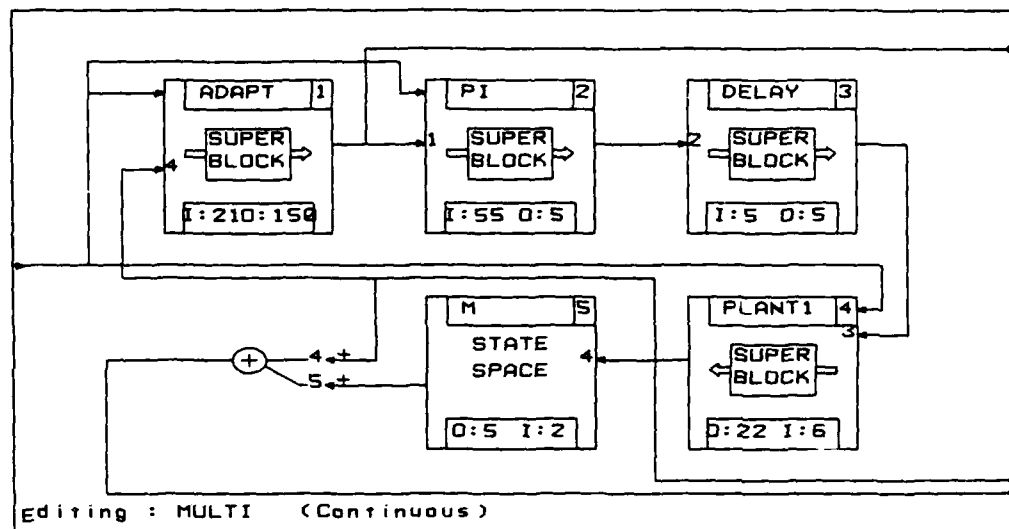 ADAPT 1
SUPER
BLOCK
4
I:210:150
PI 2
1
SUPER
BLOCK
I:55 O:5
DELAY 3
2
SUPER
BLOCK
I:5 O:5
M 5
STATE
SPACE
4
O:5 I:2
PLANT1 4
3
SUPER
BLOCK
O:22 I:6
+
4 +
5 +
Editing : MULTI (Continuous)